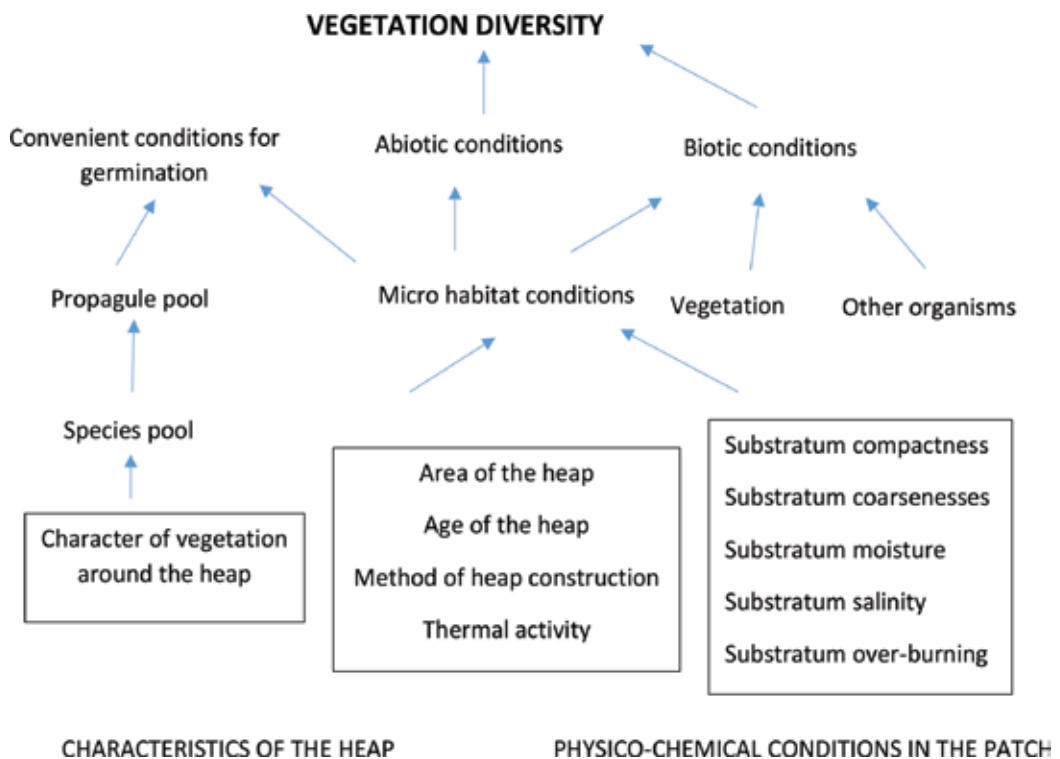 VEGETATION DIVERSITY
Convenient conditions for
germination
Abiotic conditions
Biotic conditions
Propagule pool
Micro habitat conditions
Vegetation
Other organisms
Species pool
Character of vegetation
around the heap
Area of the heap
Age of the heap
Method of heap construction
Thermal activity
Substratum compactness
Substratum coarsenesses
Substratum moisture
Substratum salinity
Substratum over-burning
CHARACTERISTICS OF THE HEAP
PHYSICO-CHEMICAL CONDITIONS IN THE PATCH